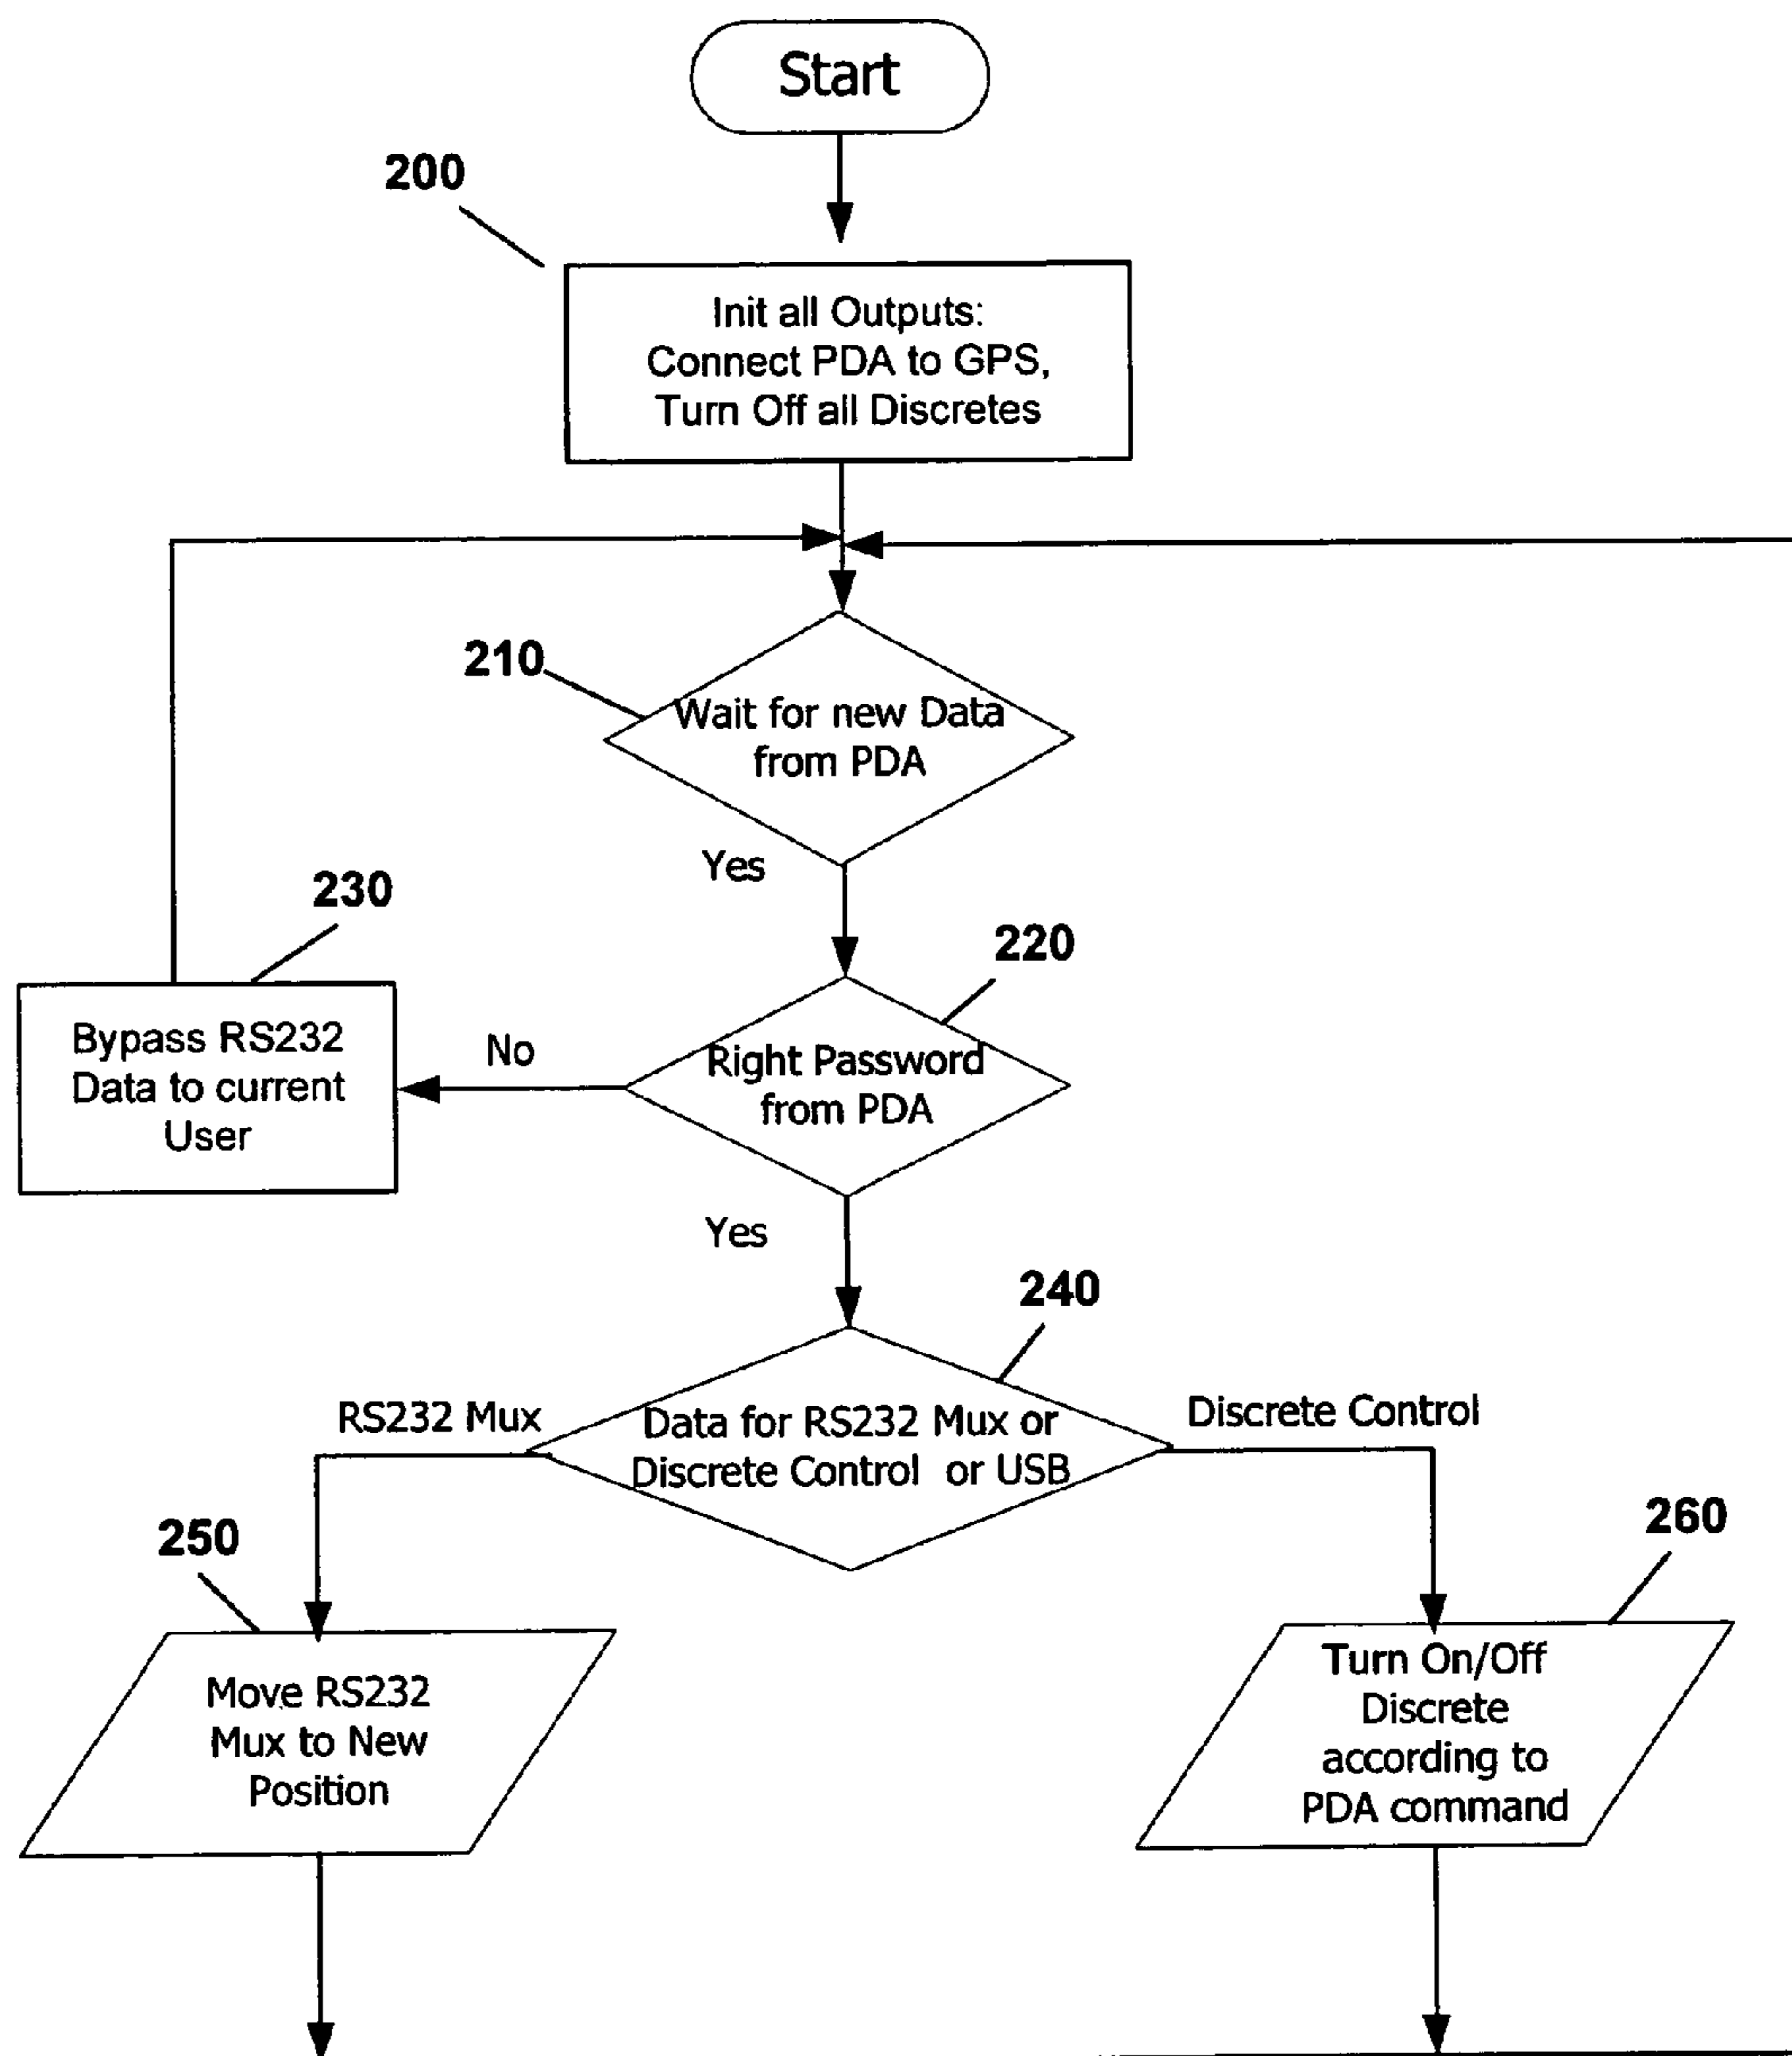 Start
200
Init all Outputs:
Connect PDA to GPS,
Turn Off all Discretes
210
Wait for new Data
from PDA
Yes
230
220
Bypass RS232
Data to current
User
No
Right Password
from PDA
Yes
240
RS232 Mux
Data for RS232 Mux or
Discrete Control or USB
Discrete Control
250
260
Move RS232
Mux to New
Position
Turn On/Off
Discrete
according to
PDA command